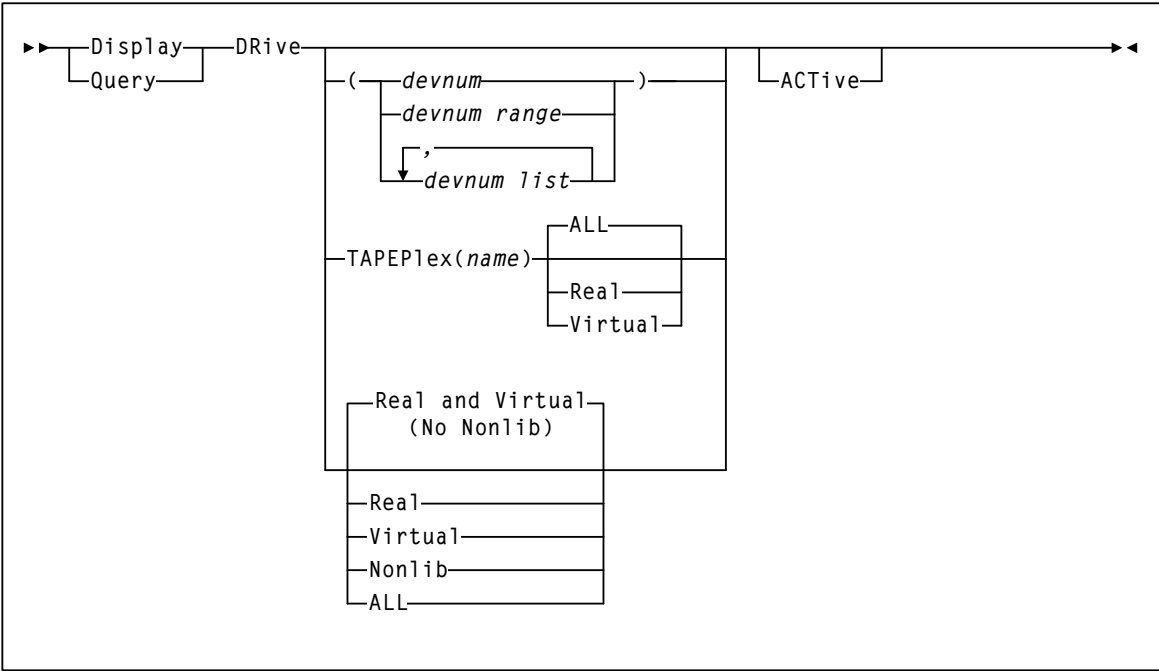 Display DRive
Query ( devnum ) ACTive
devnum range
,
devnum list
ALL
TAPEPlex(name)
Real
Virtual
Real and Virtual
(No Nonlib)
Real
Virtual
Nonlib
ALL